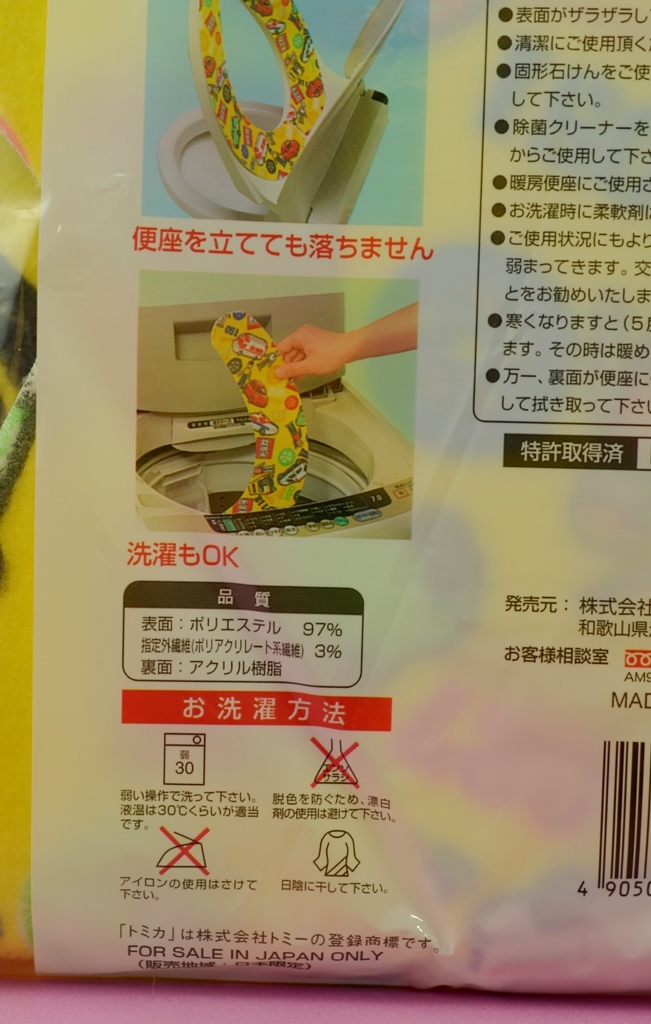 便座を立てても落ちません
洗濯もOK
品質
表面：ポリエステル 97%
指定外繊維(ポリアクリレート系繊維) 3%
裏面：アクリル樹脂
お洗濯方法
弱
30
エンソ
サラシ
弱い操作で洗って下さい。
液温は30℃くらいが適当
です。
脱色を防ぐため、漂白
剤の使用は避けて下さい。
アイロンの使用はさけて
下さい。
日陰に干して下さい。
「トミカ」は株式会社トミーの登録商標です。
FOR SALE IN JAPAN ONLY
(販売地域：日本限定)
●表面がザラザラし
●清潔にご使用頂く
●固形石けんをご使
して下さい。
●除菌クリーナーを
からご使用して下さ
●暖房便座にご使用
●お洗濯時に柔軟剤
●ご使用状況にもより
弱まってきます。交
とをお勧めいたしま
●寒くなりますと(5
ます。その時は暖め
●万一、裏面が便座に
して拭き取って下さい
特許取得済
発売元：株式会社
和歌山県
お客様相談室
AM9
MAD
4 9050